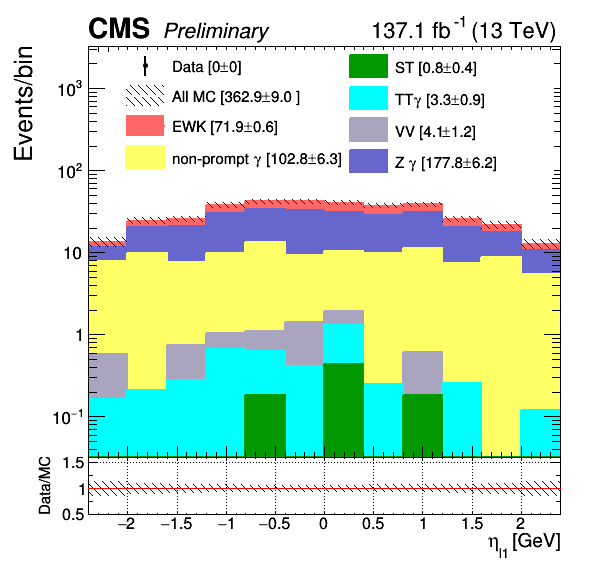 CMS Preliminary 137.1 fb⁻¹ (13 TeV)
Events/bin
Data [0±0]
All MC [362.9±9.0 ]
EWK [71.9±0.6]
non-prompt γ [102.8±6.3]
ST [0.8±0.4]
TTγ [3.3±0.9]
VV [4.1±1.2]
Z γ [177.8±6.2]
10³
10²
10
1
10⁻¹
Data/MC
1.5
1
0.5
−2 −1.5 −1 −0.5 0 0.5 1 1.5 2
η_l1 [GeV]